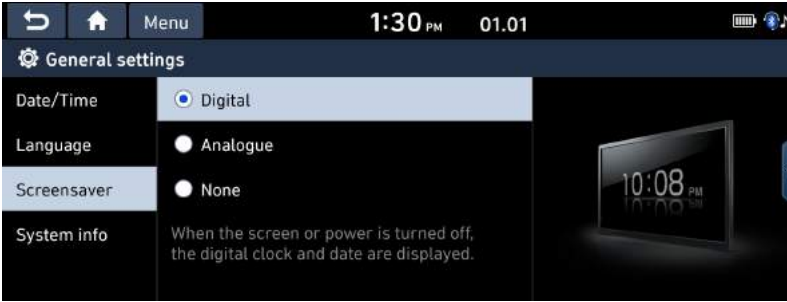 Menu
1:30 PM
01.01
General settings
Date/Time
Digital
Language
Analogue
Screensaver
None
System info
When the screen or power is turned off,
the digital clock and date are displayed.
10:08 PM